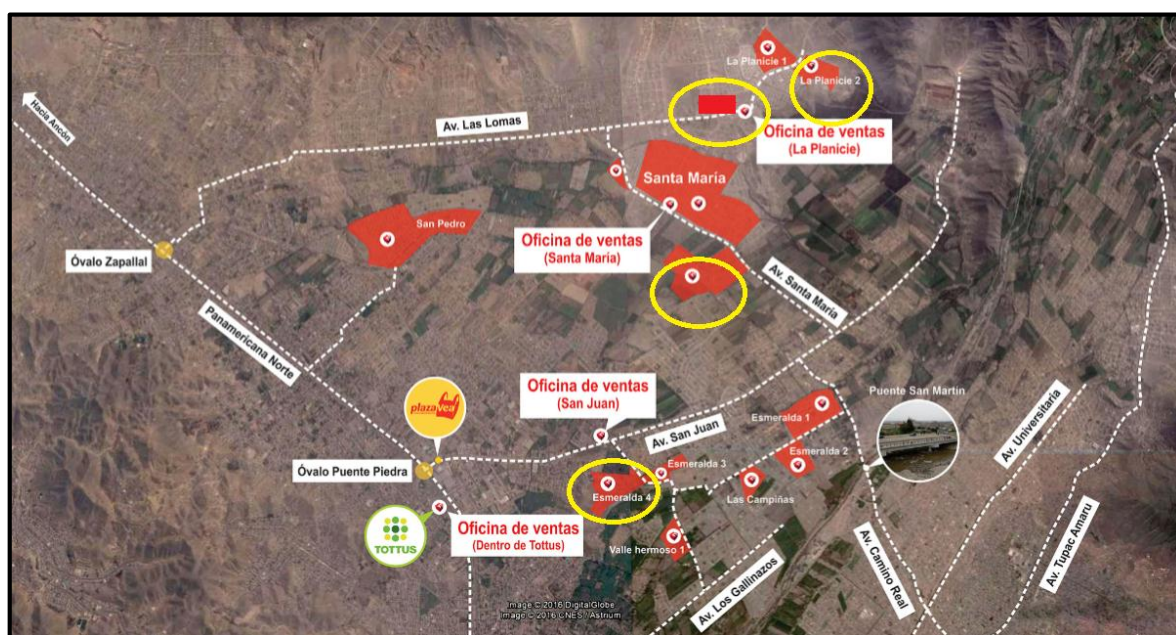 La Planicie 1
La Planicie 2
Hacia Ancón
Av. Las Lomas
Oficina de ventas
(La Planicie)
Santa María
San Pedro
Oficina de ventas
(Santa María)
Óvalo Zapallal
Av. Santa María
Panamericana Norte
Oficina de ventas
(San Juan)
plaza vea
Puente San Martín
Esmeralda 1
Av. San Juan
Av. Universitaria
Óvalo Puente Piedra
Esmeralda 3
Esmeralda 2
Esmeralda 4
Las Campiñas
TOTTUS
Oficina de ventas
(Dentro de Tottus)
Valle hermoso 1
Av. Los Gallinazos
Av. Camino Real
Av. Tupac Amaru
Image © 2016 DigitalGlobe
Image © 2016 CNES / Astrium